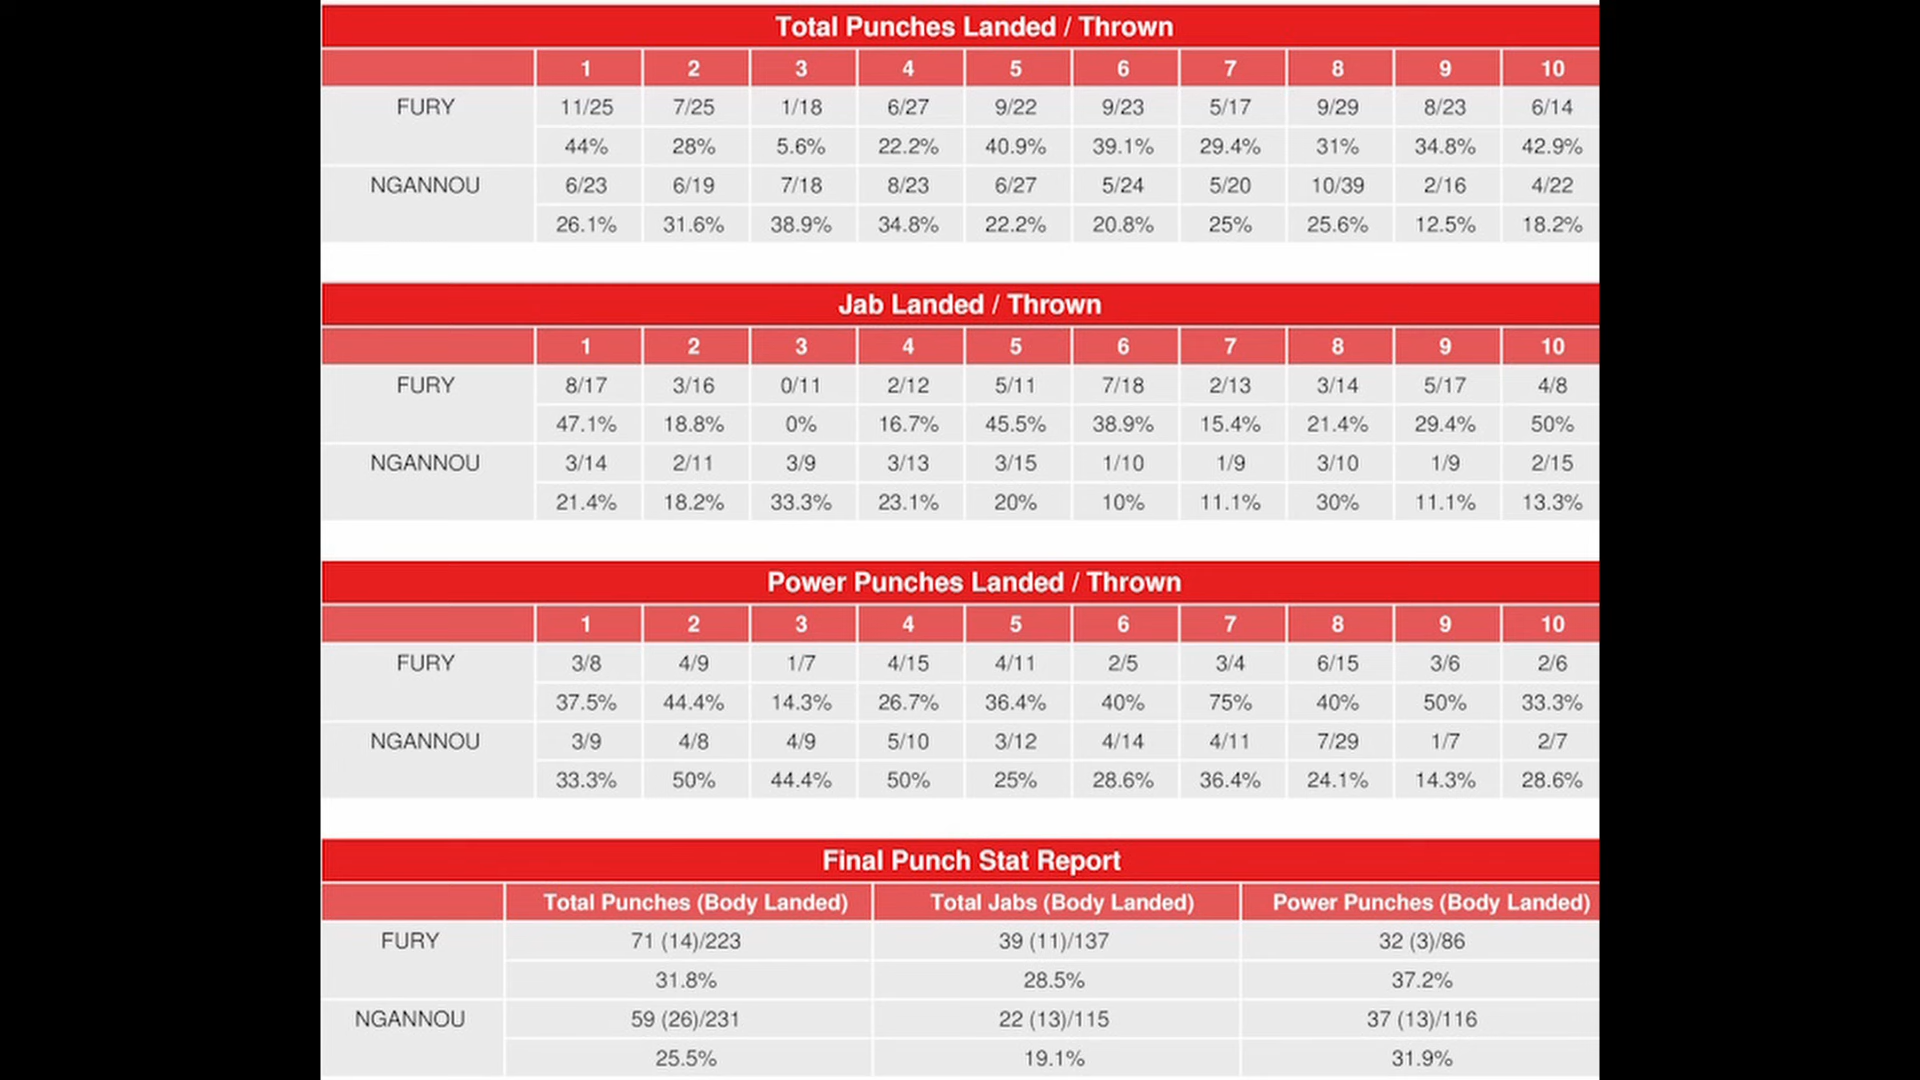 Total Punches Landed / Thrown
1 2 3 4 5 6 7 8 9 10
FURY 11/25 7/25 1/18 6/27 9/22 9/23 5/17 9/29 8/23 6/14
44% 28% 5.6% 22.2% 40.9% 39.1% 29.4% 31% 34.8% 42.9%
NGANNOU 6/23 6/19 7/18 8/23 6/27 5/24 5/20 10/39 2/16 4/22
26.1% 31.6% 38.9% 34.8% 22.2% 20.8% 25% 25.6% 12.5% 18.2%
Jab Landed / Thrown
1 2 3 4 5 6 7 8 9 10
FURY 8/17 3/16 0/11 2/12 5/11 7/18 2/13 3/14 5/17 4/8
47.1% 18.8% 0% 16.7% 45.5% 38.9% 15.4% 21.4% 29.4% 50%
NGANNOU 3/14 2/11 3/9 3/13 3/15 1/10 1/9 3/10 1/9 2/15
21.4% 18.2% 33.3% 23.1% 20% 10% 11.1% 30% 11.1% 13.3%
Power Punches Landed / Thrown
1 2 3 4 5 6 7 8 9 10
FURY 3/8 4/9 1/7 4/15 4/11 2/5 3/4 6/15 3/6 2/6
37.5% 44.4% 14.3% 26.7% 36.4% 40% 75% 40% 50% 33.3%
NGANNOU 3/9 4/8 4/9 5/10 3/12 4/14 4/11 7/29 1/7 2/7
33.3% 50% 44.4% 50% 25% 28.6% 36.4% 24.1% 14.3% 28.6%
Final Punch Stat Report
Total Punches (Body Landed) Total Jabs (Body Landed) Power Punches (Body Landed)
FURY 71 (14)/223 39 (11)/137 32 (3)/86
31.8% 28.5% 37.2%
NGANNOU 59 (26)/231 22 (13)/115 37 (13)/116
25.5% 19.1% 31.9%